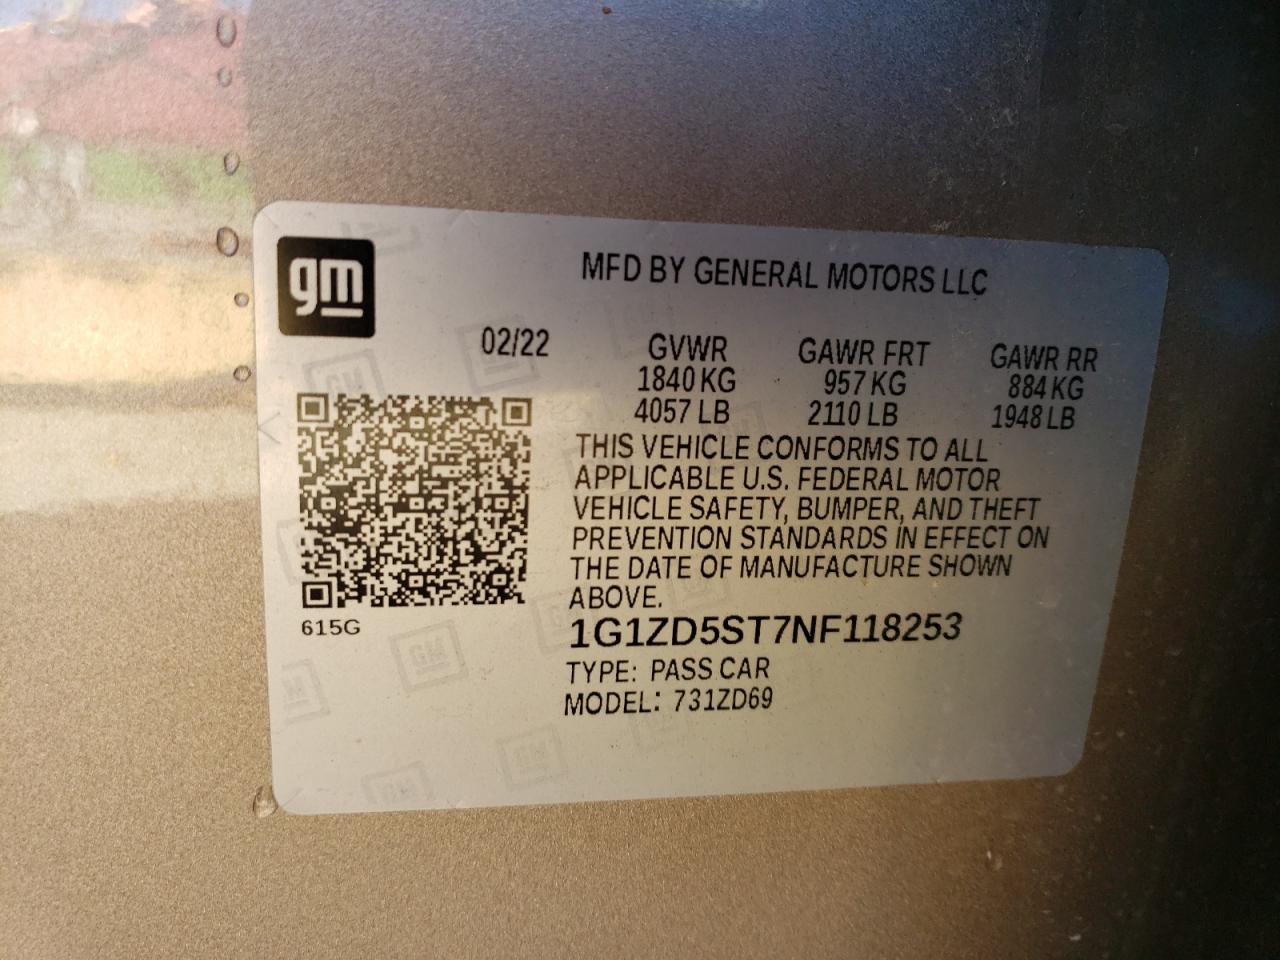 gm
MFD BY GENERAL MOTORS LLC
02/22 GVWR GAWR FRT GAWR RR
1840 KG 957 KG 884 KG
4057 LB 2110 LB 1948 LB
THIS VEHICLE CONFORMS TO ALL
APPLICABLE U.S. FEDERAL MOTOR
VEHICLE SAFETY, BUMPER, AND THEFT
PREVENTION STANDARDS IN EFFECT ON
THE DATE OF MANUFACTURE SHOWN
ABOVE.
615G
1G1ZD5ST7NF118253
TYPE: PASS CAR
MODEL: 731ZD69